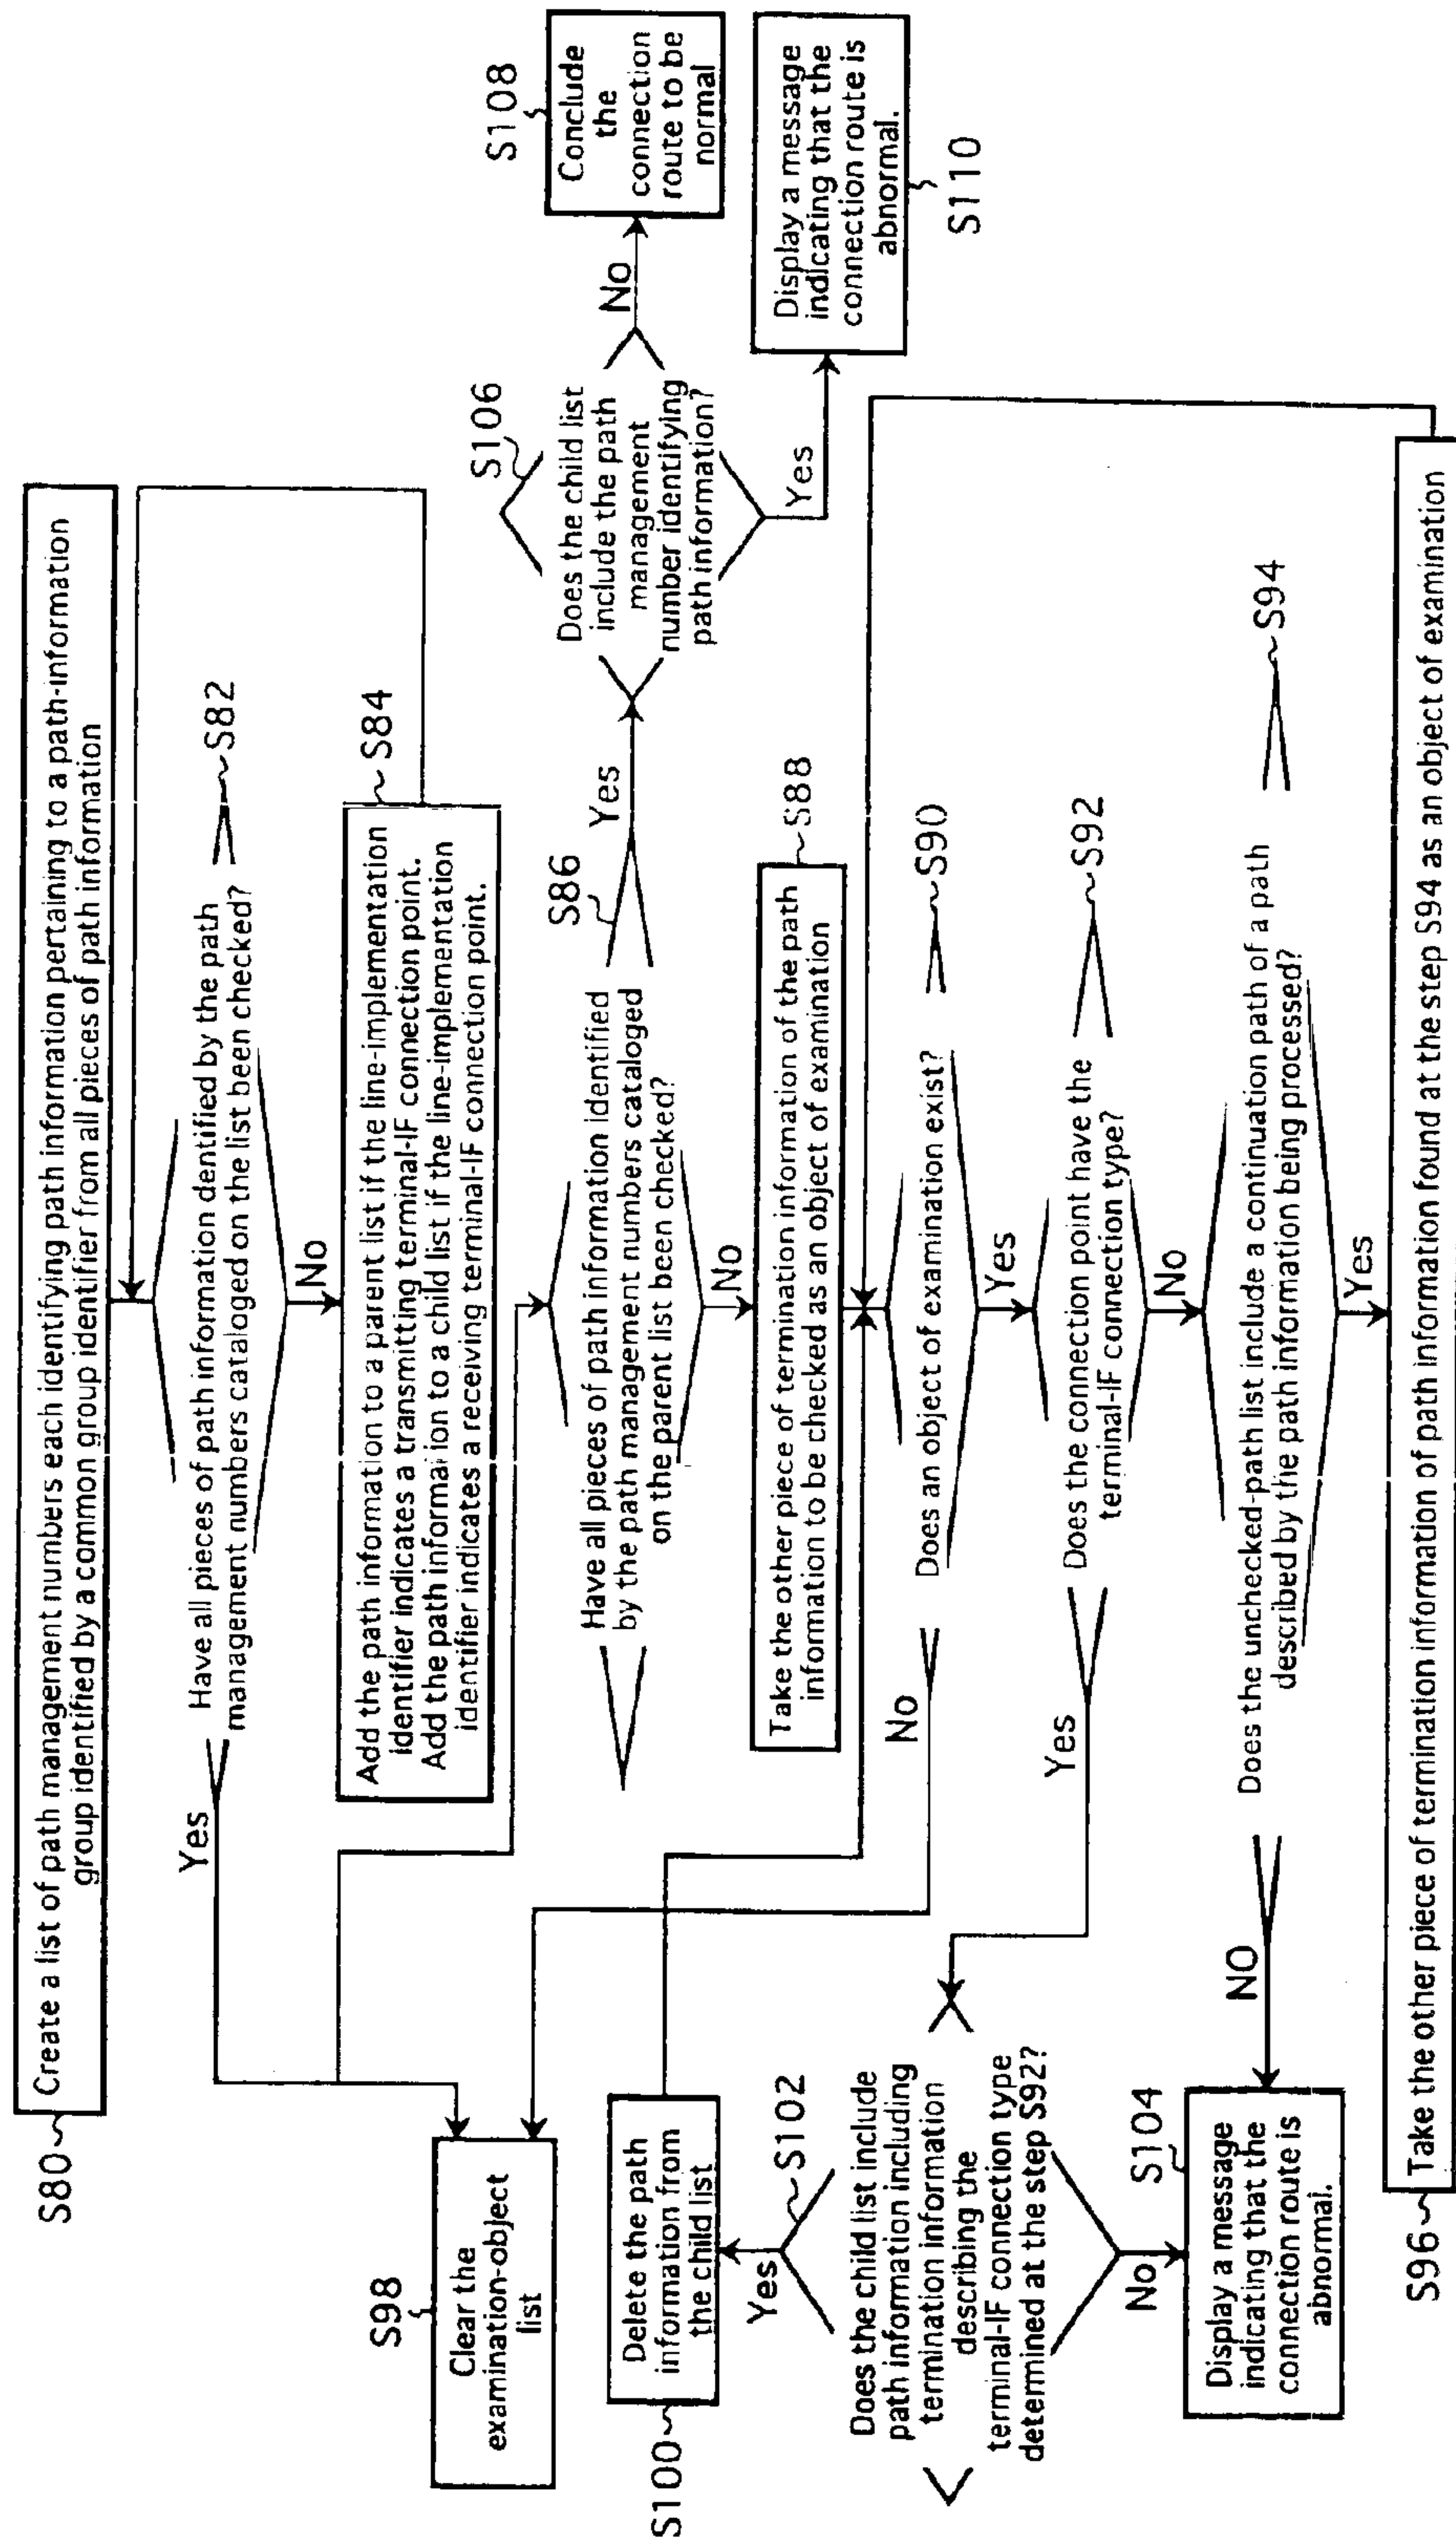 S80
Create a list of path management numbers each identifying path information pertaining to a path-information
group identified by a common group identifier from all pieces of path information
Yes
Have all pieces of path information dentified by the path
management numbers cataloged on the list been checked?
S82
No
S84
Add the path information to a parent list if the line-implementation
identifier indicates a transmitting terminal-IF connection point.
Add the path information to a child list if the line-implementation
identifier indicates a receiving terminal-IF connection point.
S98
Clear the
examination-object
list
Have all pieces of path information identified
by the path management numbers cataloged
on the parent list been checked?
S86
Yes
No
S106
Does the child list
include the path
management
number identifying
path information?
No
Yes
S108
Conclude
the
connection
route to be
normal
S110
Display a message
indicating that the
connection route is
abnormal.
Take the other piece of termination information of the path
information to be checked as an object of examination
S88
S100
Delete the path
information from
the child list
No
Does an object of examination exist?
S90
Yes
Yes
S102
Does the child list include
path information including
termination information
describing the
terminal-IF connection type
determined at the step S92?
No
Yes
Does the connection point have the
terminal-IF connection type?
S92
No
S104
Display a message
indicating that the
connection route is
abnormal.
NO
Does the unchecked-path list include a continuation path of a path
described by the path information being processed?
S94
Yes
S96
Take the other piece of termination information of path information found at the step S94 as an object of examination